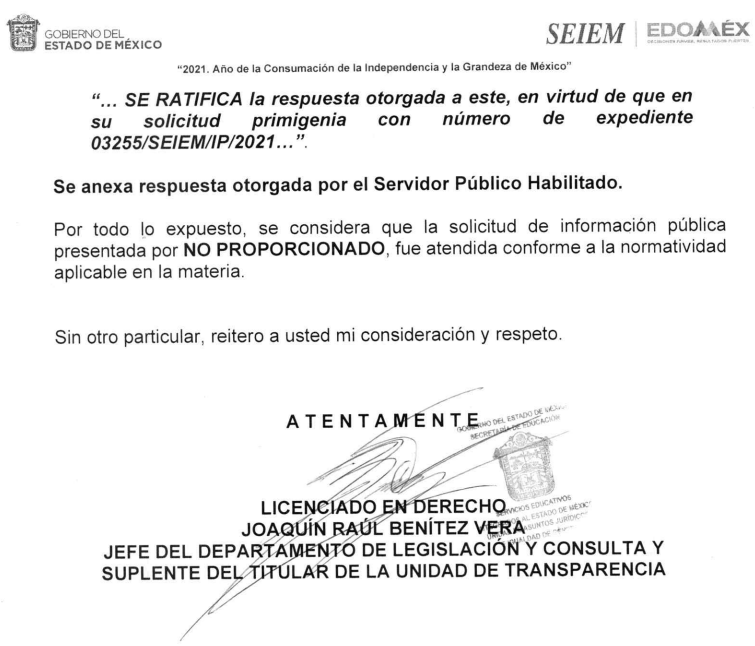 GOBIERNO DEL
ESTADO DE MÉXICO
SEIEM
EDOMÉX
DECISIONES FIRMES, RESULTADOS FUERTES.
"2021. Año de la Consumación de la Independencia y la Grandeza de México"
"... SE RATIFICA la respuesta otorgada a este, en virtud de que en
su solicitud primigenia con número de expediente
03255/SEIEM/IP/2021...".
Se anexa respuesta otorgada por el Servidor Público Habilitado.
Por todo lo expuesto, se considera que la solicitud de información pública
presentada por NO PROPORCIONADO, fue atendida conforme a la normatividad
aplicable en la materia.
Sin otro particular, reitero a usted mi consideración y respeto.
ATENTAMENTE
GOBIERNO DEL ESTADO DE MÉXICO
SECRETARÍA DE EDUCACIÓN
LICENCIADO EN DERECHO
SERVICIOS EDUCATIVOS
AL ESTADO DE MÉXICO
ASUNTOS JURÍDICOS
JOAQUÍN RAÚL BENÍTEZ VERA
JEFE DEL DEPARTAMENTO DE LEGISLACIÓN Y CONSULTA Y
SUPLENTE DEL TITULAR DE LA UNIDAD DE TRANSPARENCIA